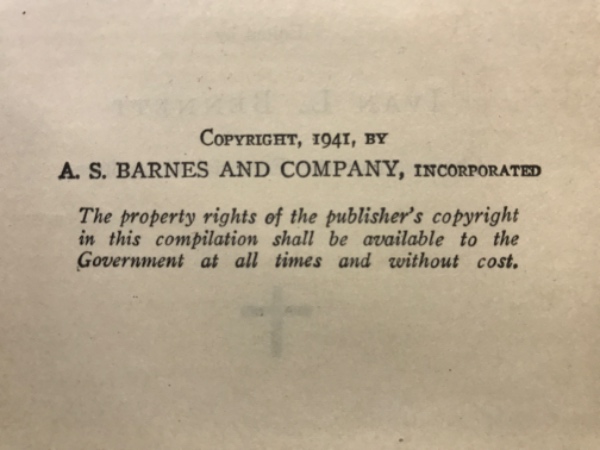 COPYRIGHT, 1941, BY
A. S. BARNES AND COMPANY, INCORPORATED
The property rights of the publisher's copyright
in this compilation shall be available to the
Government at all times and without cost.